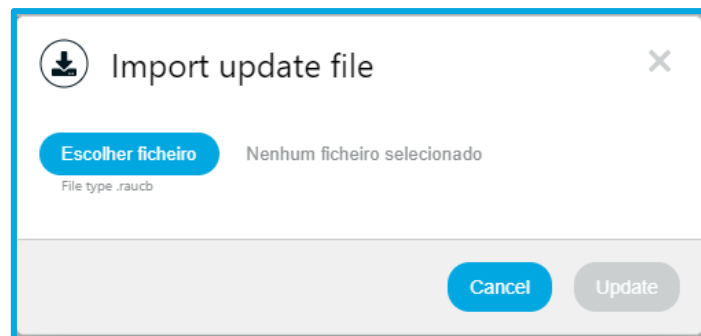 Import update file
Escolher ficheiro Nenhum ficheiro selecionado
File type .raucb
Cancel Update